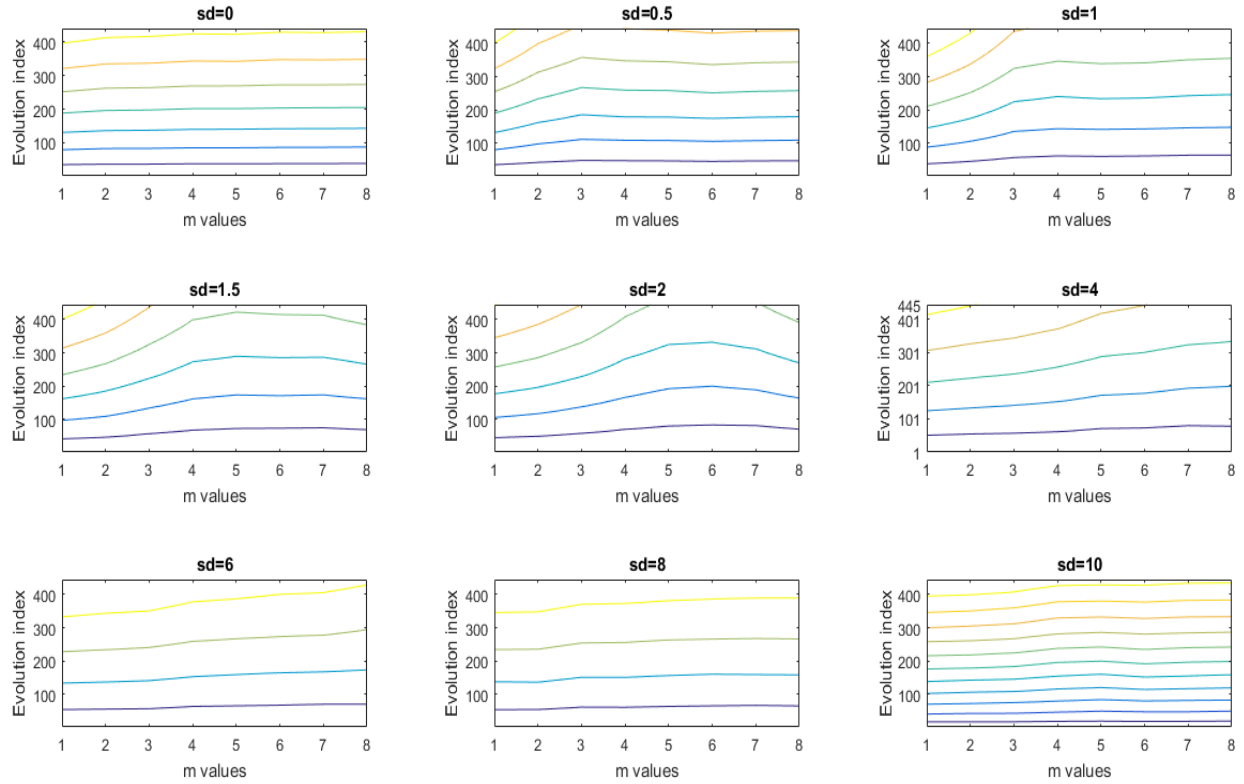 sd=0
400
300
200
100
Evolution index
1 2 3 4 5 6 7 8
m values
sd=0.5
400
300
200
100
Evolution index
1 2 3 4 5 6 7 8
m values
sd=1
400
300
200
100
Evolution index
1 2 3 4 5 6 7 8
m values
sd=1.5
400
300
200
100
Evolution index
1 2 3 4 5 6 7 8
m values
sd=2
400
300
200
100
Evolution index
1 2 3 4 5 6 7 8
m values
sd=4
445
401
301
201
101
1
Evolution index
1 2 3 4 5 6 7 8
m values
sd=6
400
300
200
100
Evolution index
1 2 3 4 5 6 7 8
m values
sd=8
400
300
200
100
Evolution index
1 2 3 4 5 6 7 8
m values
sd=10
400
300
200
100
Evolution index
1 2 3 4 5 6 7 8
m values